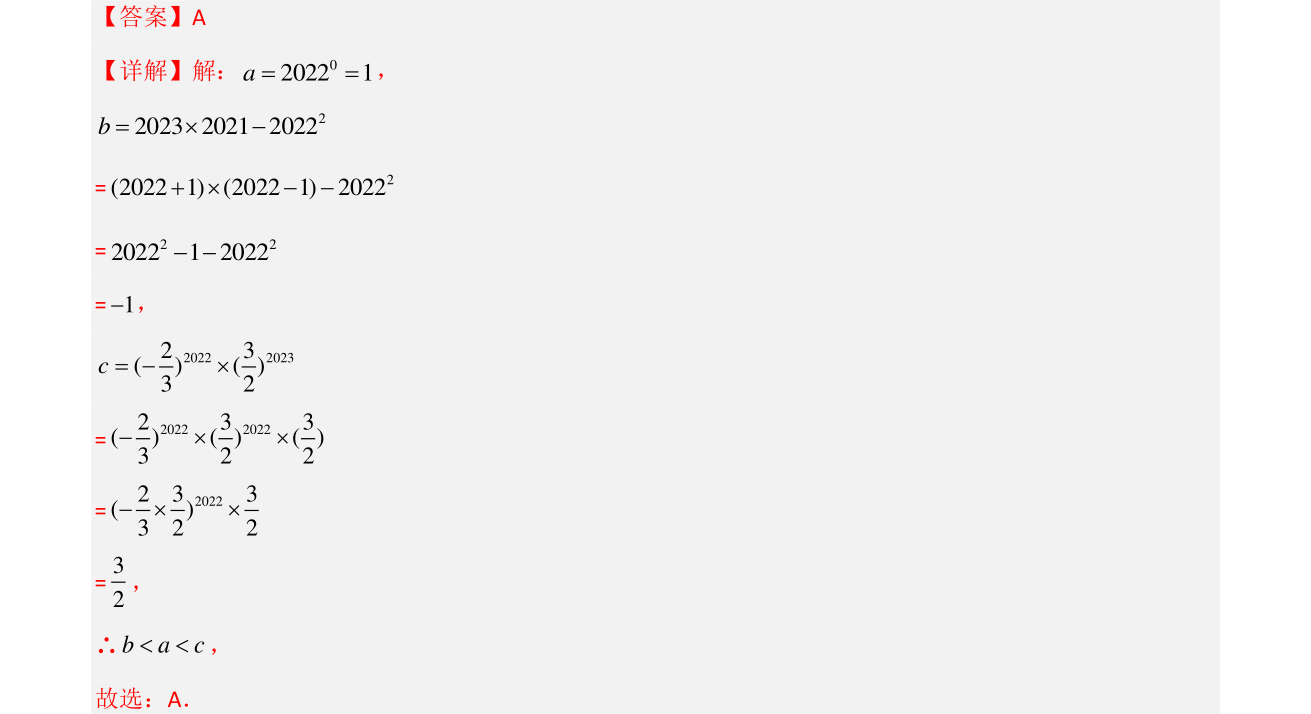 【答案】A
【详解】解：a = 2022⁰ = 1，
b = 2023×2021−2022²
= (2022+1)×(2022−1)−2022²
= 2022²−1−2022²
= −1，
c = (−2/3)²⁰²²×(3/2)²⁰²³
= (−2/3)²⁰²²×(3/2)²⁰²²×(3/2)
= (−2/3×3/2)²⁰²²×3/2
= 3/2，
∴ b < a < c，
故选：A．